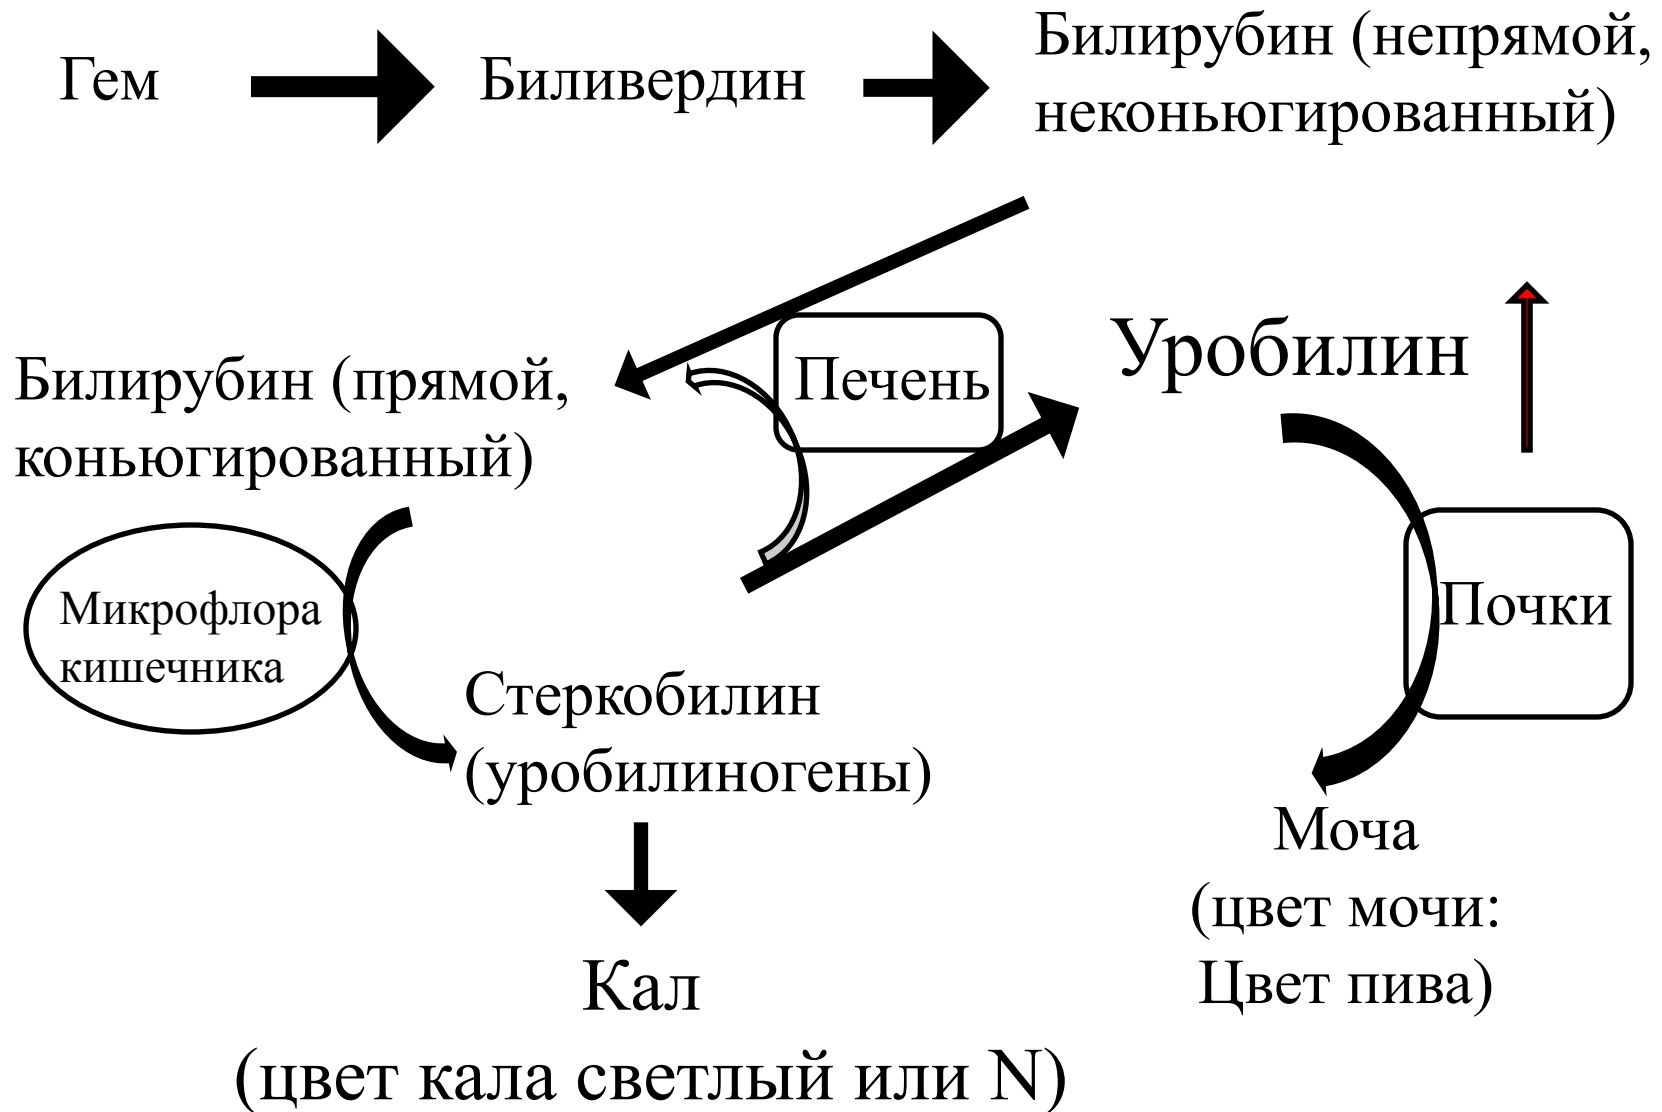 Гем
Биливердин
Билирубин (непрямой,
неконьюгированный)
Печень
Уробилин
Билирубин (прямой,
коньюгированный)
Микрофлора
кишечника
Почки
Стеркобилин
(уробилиногены)
Моча
(цвет мочи:
Цвет пива)
Кал
(цвет кала светлый или N)